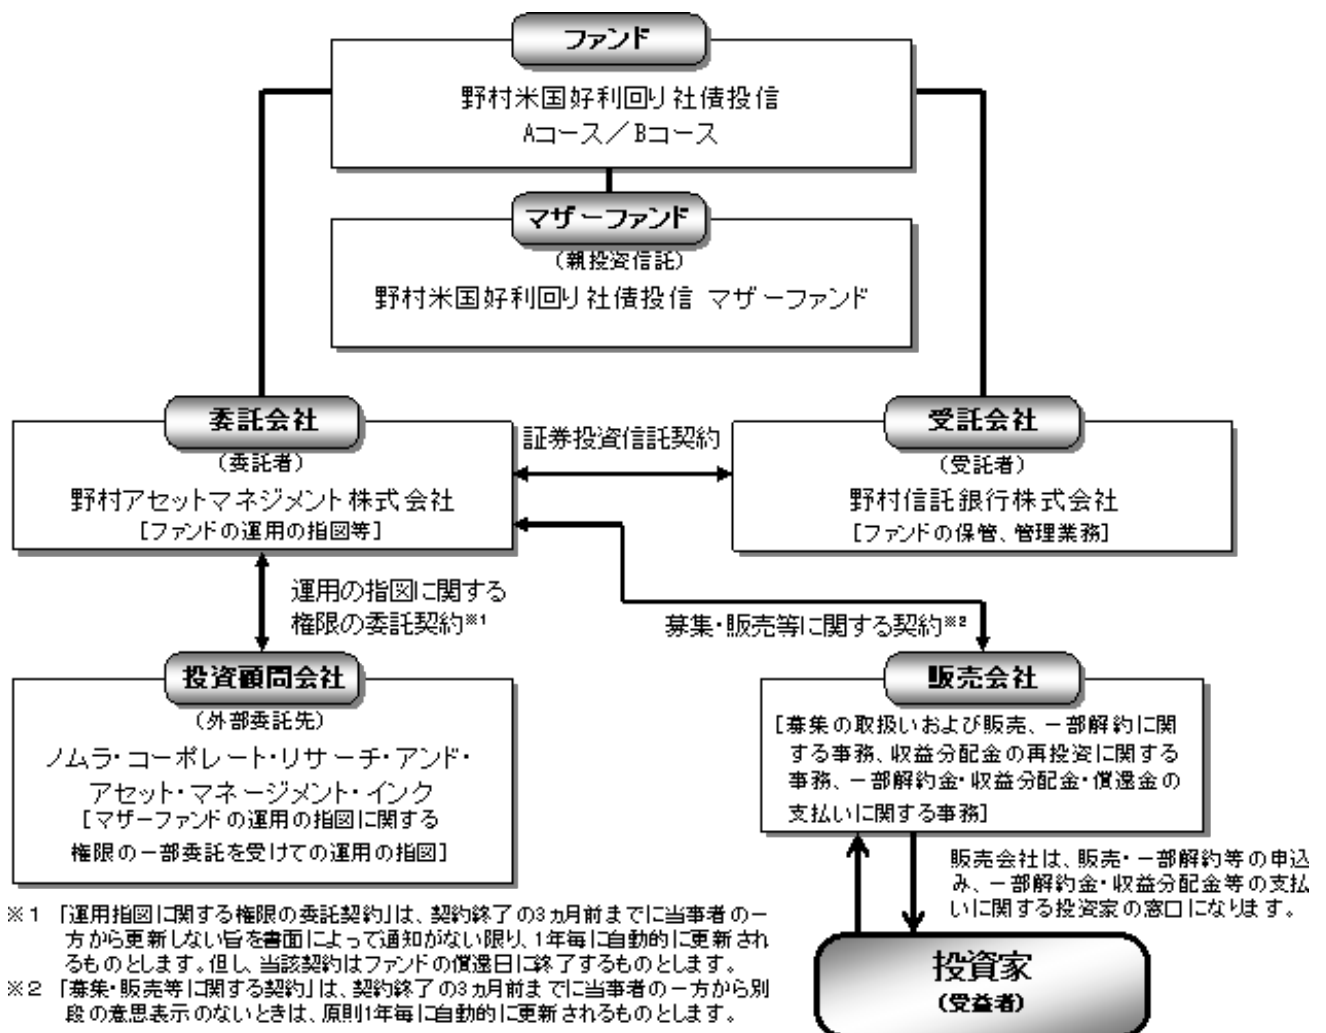 ファンド
野村米国好利回り社債投信
Aコース／Bコース
マザーファンド
（親投資信託）
野村米国好利回り社債投信 マザーファンド
委託会社
（委託者）
野村アセットマネジメント株式会社
［ファンドの運用の指図等］
証券投資信託契約
受託会社
（受託者）
野村信託銀行株式会社
［ファンドの保管、管理業務］
運用の指図に関する
権限の委託契約※1
募集・販売等に関する契約※2
投資顧問会社
（外部委託先）
ノムラ・コーポレート・リサーチ・アンド・
アセット・マネージメント・インク
［マザーファンドの運用の指図に関する
権限の一部委託を受けての運用の指図］
販売会社
［募集の取扱いおよび販売、一部解約に関
する事務、収益分配金の再投資に関する
事務、一部解約金・収益分配金・償還金の
支払いに関する事務］
販売会社は、販売・一部解約等の申込
み、一部解約金・収益分配金等の支払
いに関する投資家の窓口になります。
投資家
（受益者）
※1 「運用指図に関する権限の委託契約」は、契約終了の3ヵ月前までに当事者の一
方から更新しない旨を書面によって通知がない限り、1年毎に自動的に更新され
るものとします。但し、当該契約はファンドの償還日に終了するものとします。
※2 「募集・販売等に関する契約」は、契約終了の3ヵ月前までに当事者の一方から別
段の意思表示のないときは、原則1年毎に自動的に更新されるものとします。